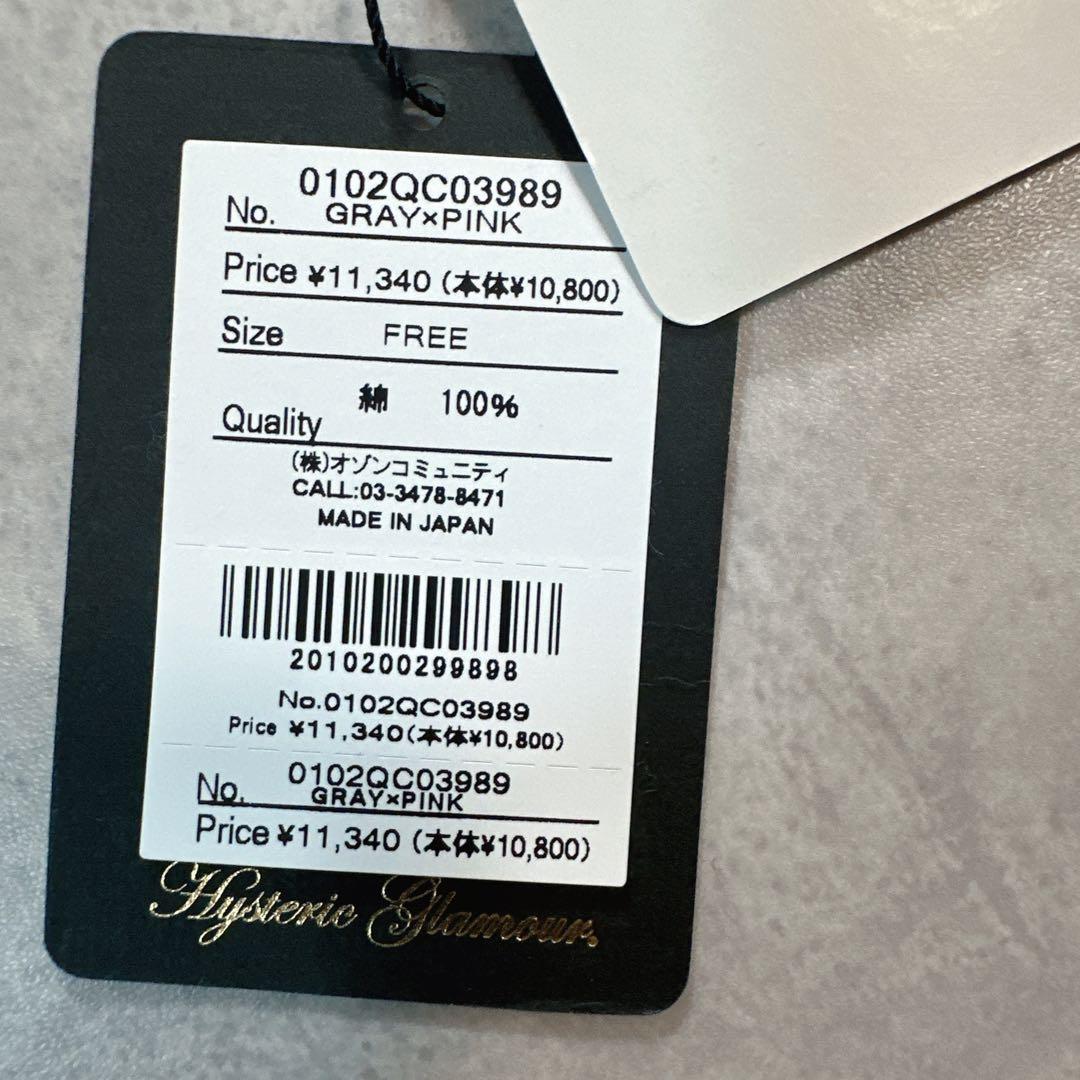 0102QC03989
No. GRAY×PINK
Price ¥11,340 (本体¥10,800)
Size FREE
綿 100%
Quality
(株)オゾンコミュニティ
CALL:03-3478-8471
MADE IN JAPAN
2010200299898
No.0102QC03989
Price ¥11,340(本体¥10,800)
0102QC03989
No. GRAY×PINK
Price ¥11,340 (本体¥10,800)
Hysteric Glamour.